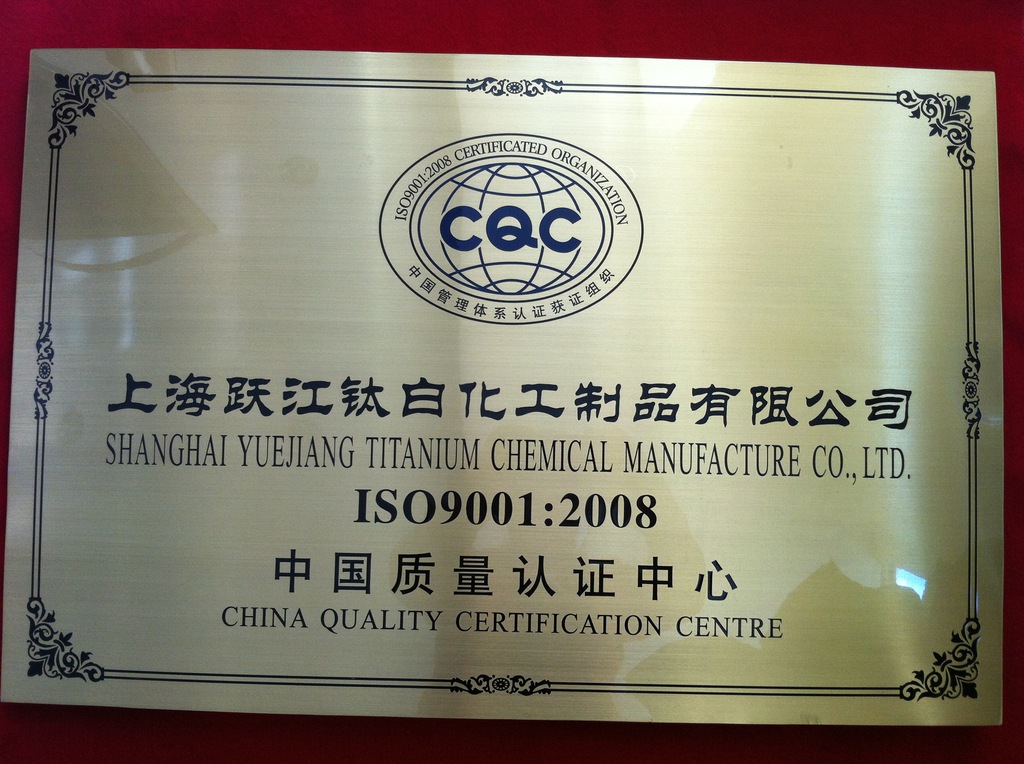 ISO9001:2008 CERTIFICATED ORGANIZATION
CQC
中国管理体系认证获证组织
上海跃江钛白化工制品有限公司
SHANGHAI YUEJIANG TITANIUM CHEMICAL MANUFACTURE CO., LTD.
ISO9001:2008
中国质量认证中心
CHINA QUALITY CERTIFICATION CENTRE